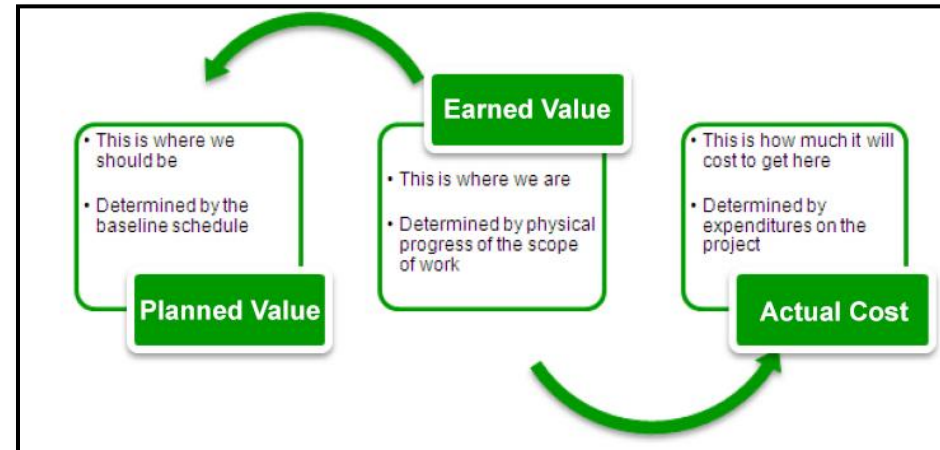 • This is where we
should be
• Determined by the
baseline schedule
Planned Value
Earned Value
• This is where we are
• Determined by physical
progress of the scope
of work
• This is how much it will
cost to get here
• Determined by
expenditures on the
project
Actual Cost